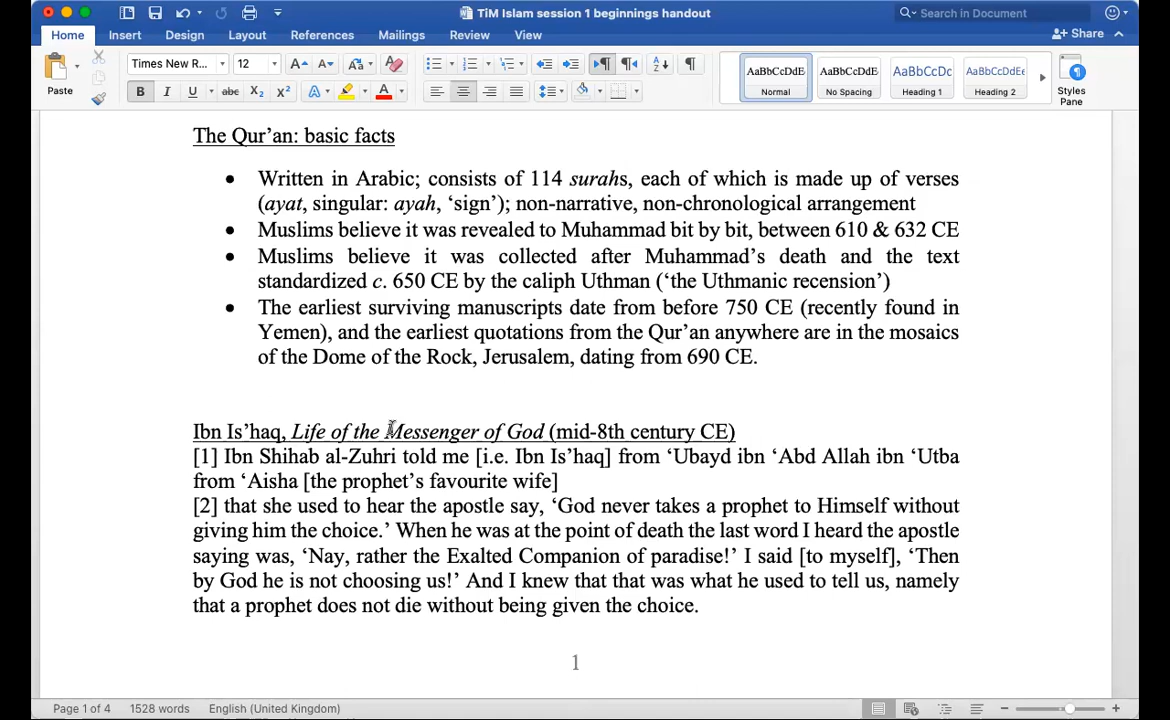 TiM Islam session 1 beginnings handout
Search in Document
Home Insert Design Layout References Mailings Review View Share
Paste
Times New R... 12
B I U abc X2 X2 A A
AaBbCcDdE AaBbCcDdE AaBbCcDc AaBbCcDdEe
Normal No Spacing Heading 1 Heading 2
Styles
Pane
The Qur’an: basic facts
• Written in Arabic; consists of 114 surahs, each of which is made up of verses
(ayat, singular: ayah, ‘sign’); non-narrative, non-chronological arrangement
• Muslims believe it was revealed to Muhammad bit by bit, between 610 & 632 CE
• Muslims believe it was collected after Muhammad’s death and the text
standardized c. 650 CE by the caliph Uthman (‘the Uthmanic recension’)
• The earliest surviving manuscripts date from before 750 CE (recently found in
Yemen), and the earliest quotations from the Qur’an anywhere are in the mosaics
of the Dome of the Rock, Jerusalem, dating from 690 CE.
Ibn Is’haq, Life of the Messenger of God (mid-8th century CE)
[1] Ibn Shihab al-Zuhri told me [i.e. Ibn Is’haq] from ‘Ubayd ibn ‘Abd Allah ibn ‘Utba
from ‘Aisha [the prophet’s favourite wife]
[2] that she used to hear the apostle say, ‘God never takes a prophet to Himself without
giving him the choice.’ When he was at the point of death the last word I heard the apostle
saying was, ‘Nay, rather the Exalted Companion of paradise!’ I said [to myself], ‘Then
by God he is not choosing us!’ And I knew that that was what he used to tell us, namely
that a prophet does not die without being given the choice.
1
Page 1 of 4 1528 words English (United Kingdom)